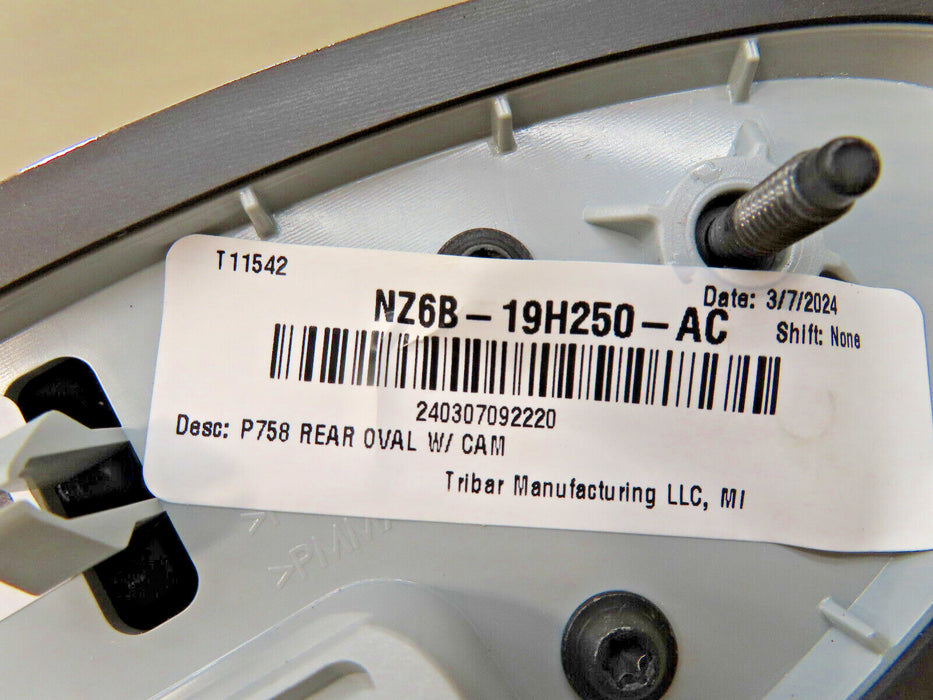 T11542
Date: 3/7/2024
NZ6B-19H250-AC
Shift: None
240307092220
Desc: P758 REAR OVAL W/ CAM
Tribar Manufacturing LLC, MI